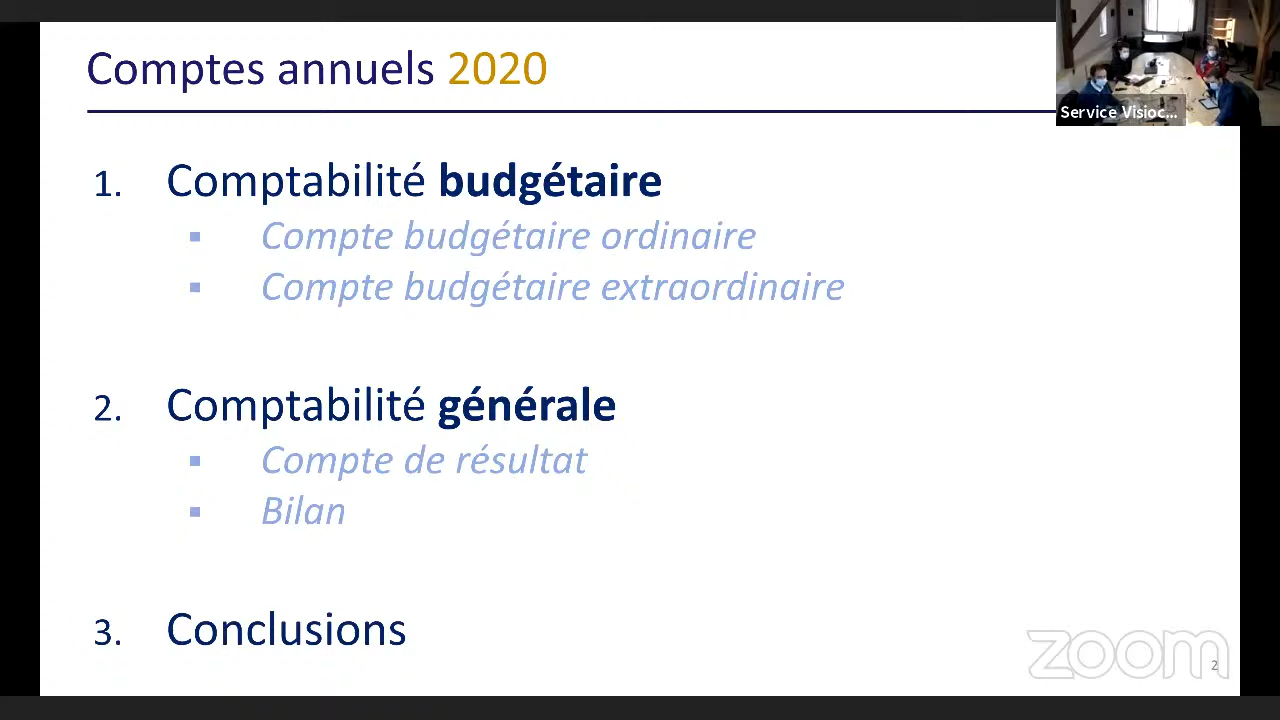 Comptes annuels 2020
Service Visioc...
1. Comptabilité budgétaire
▪ Compte budgétaire ordinaire
▪ Compte budgétaire extraordinaire
2. Comptabilité générale
▪ Compte de résultat
▪ Bilan
3. Conclusions
zoom
2